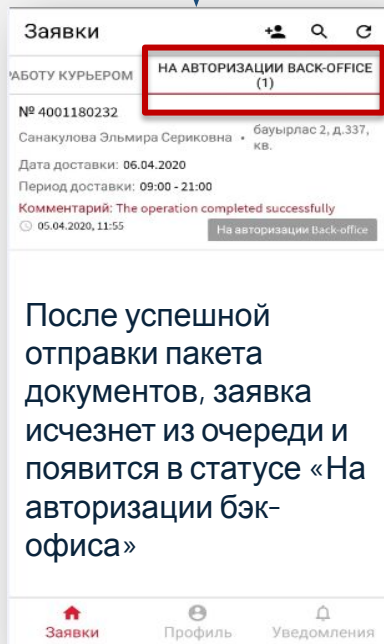 Заявки
РАБОТУ КУРЬЕРОМ
НА АВТОРИЗАЦИИ BACK-OFFICE
(1)
№ 4001180232
Санакулова Эльмира Сериковна • бауырлас 2, д.337,
кв.
Дата доставки: 06.04.2020
Период доставки: 09:00 - 21:00
Комментарий: The operation completed successfully
05.04.2020, 11:55
На авторизации Back-office
После успешной
отправки пакета
документов, заявка
исчезнет из очереди и
появится в статусе «На
авторизации бэк-
офиса»
Заявки
Профиль
Уведомления